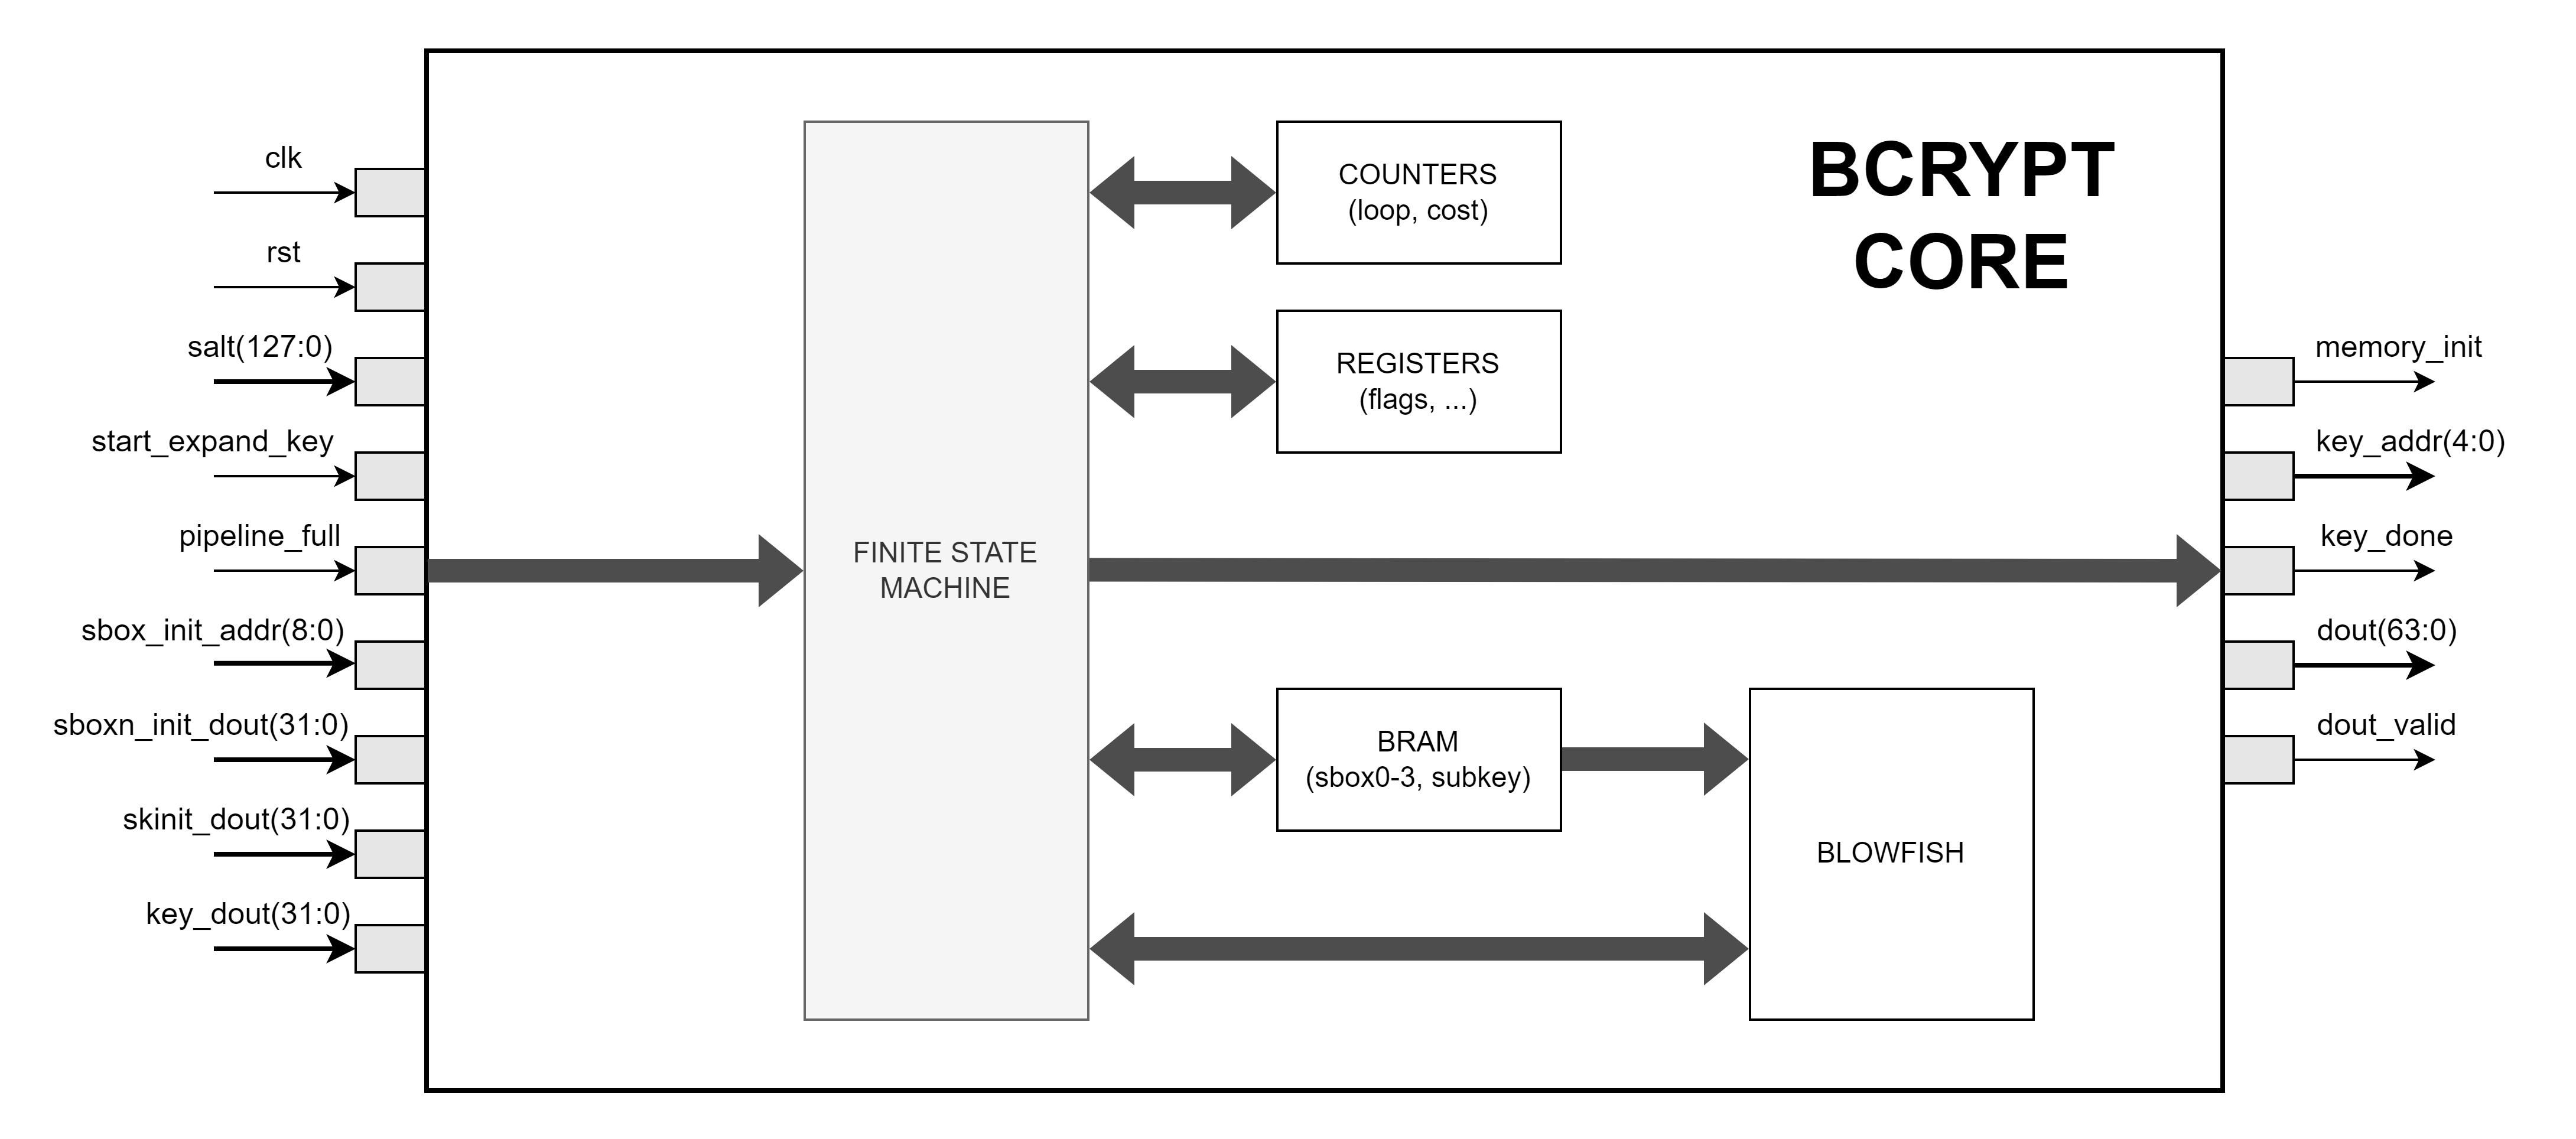 clk
rst
salt(127:0)
start_expand_key
pipeline_full
sbox_init_addr(8:0)
sboxn_init_dout(31:0)
skinit_dout(31:0)
key_dout(31:0)
FINITE STATE
MACHINE
COUNTERS
(loop, cost)
REGISTERS
(flags, ...)
BRAM
(sbox0-3, subkey)
BLOWFISH
BCRYPT
CORE
memory_init
key_addr(4:0)
key_done
dout(63:0)
dout_valid